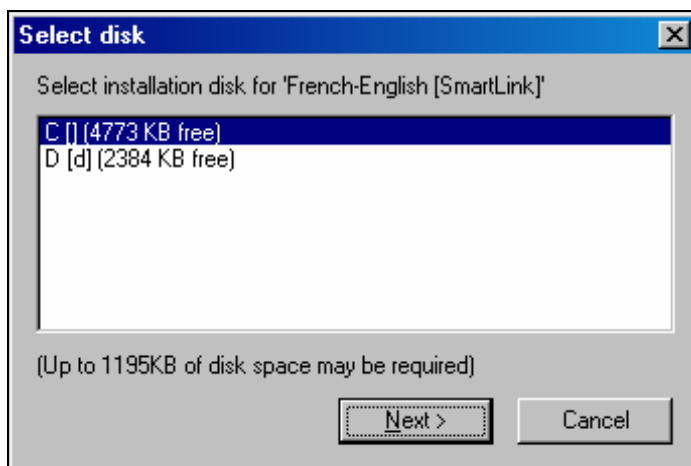 Select disk
Select installation disk for 'French-English [SmartLink]'
C [] (4773 KB free)
D [d] (2384 KB free)
(Up to 1195KB of disk space may be required)
Next >
Cancel